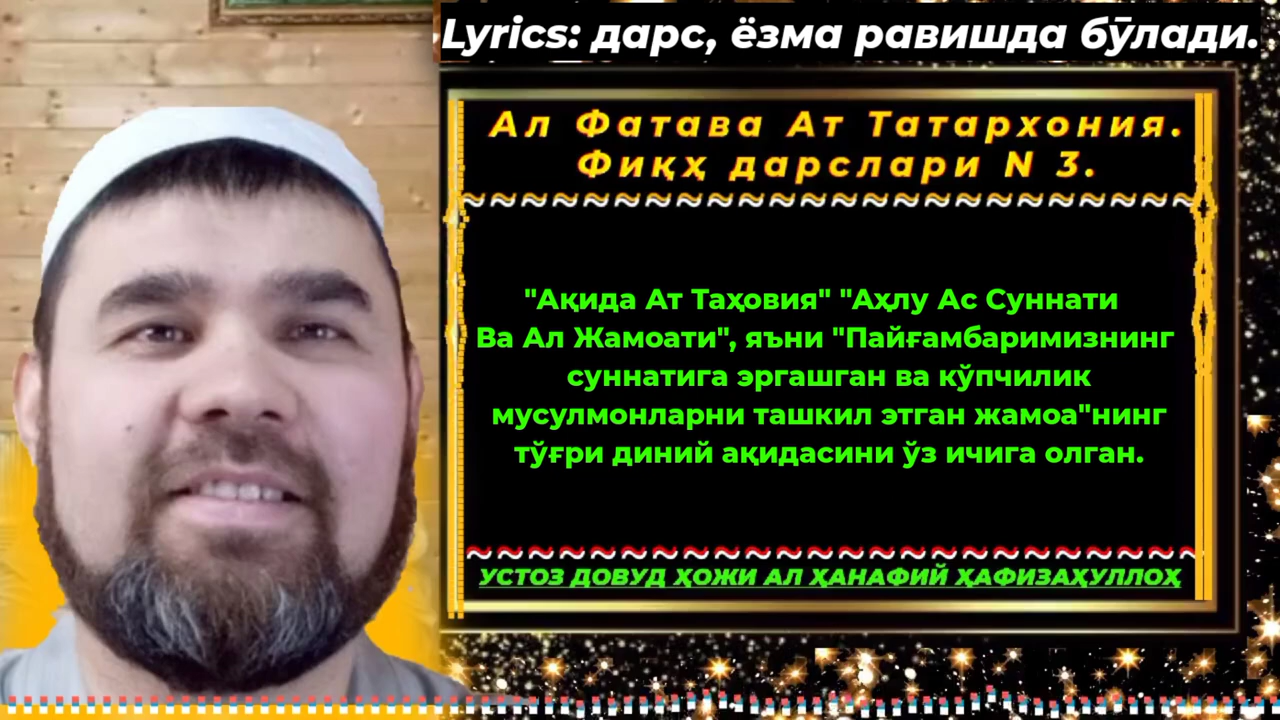 Lyrics: дарс, ёзма равишда бӯлади.
Ал Фатава Ат Татархония.
Фиқҳ дарслари N 3.
"Ақида Ат Таҳовия" "Аҳлу Ас Суннати
Ва Ал Жамоати", яъни "Пайғамбаримизнинг
суннатига эргашган ва кўпчилик
мусулмонларни ташкил этган жамоа"нинг
тўғри диний ақидасини ўз ичига олган.
УСТОЗ ДОВУД ҲОЖИ АЛ ҲАНАФИЙ ҲАФИЗАҲУЛЛОҲ